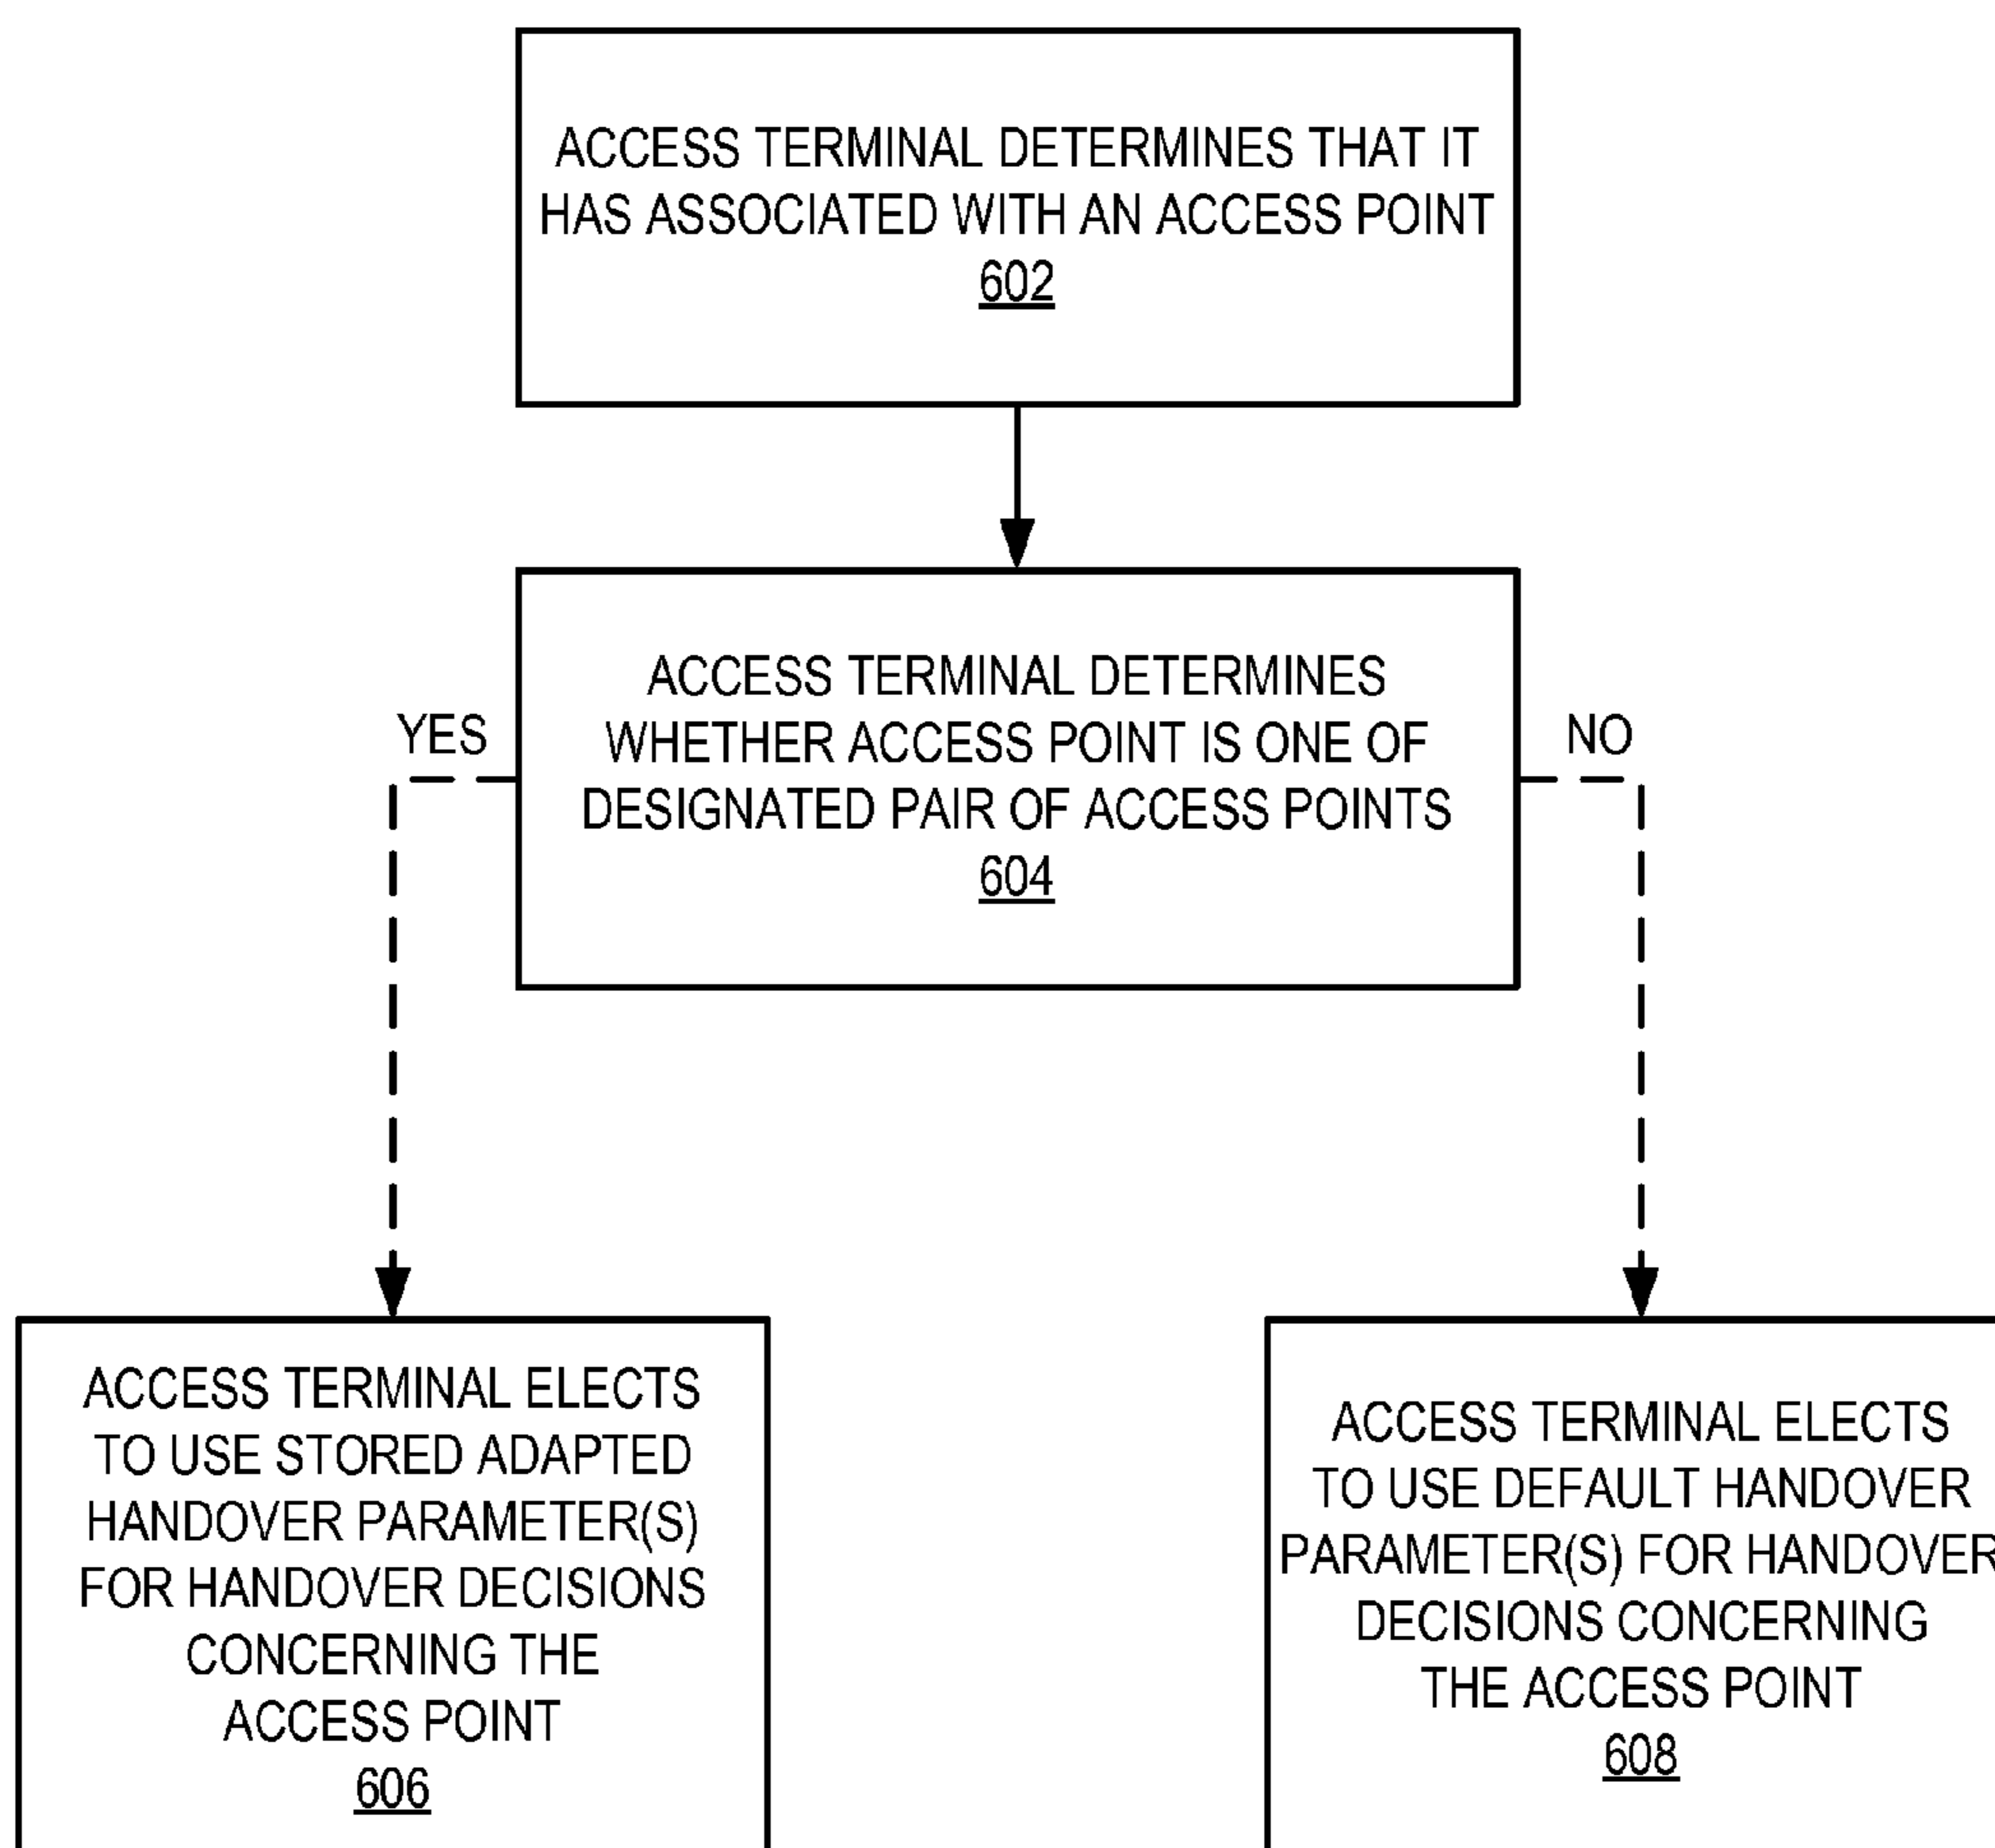 ACCESS TERMINAL DETERMINES THAT IT
HAS ASSOCIATED WITH AN ACCESS POINT
602
ACCESS TERMINAL DETERMINES
WHETHER ACCESS POINT IS ONE OF
DESIGNATED PAIR OF ACCESS POINTS
604
YES
NO
ACCESS TERMINAL ELECTS
TO USE STORED ADAPTED
HANDOVER PARAMETER(S)
FOR HANDOVER DECISIONS
CONCERNING THE
ACCESS POINT
606
ACCESS TERMINAL ELECTS
TO USE DEFAULT HANDOVER
PARAMETER(S) FOR HANDOVER
DECISIONS CONCERNING
THE ACCESS POINT
608